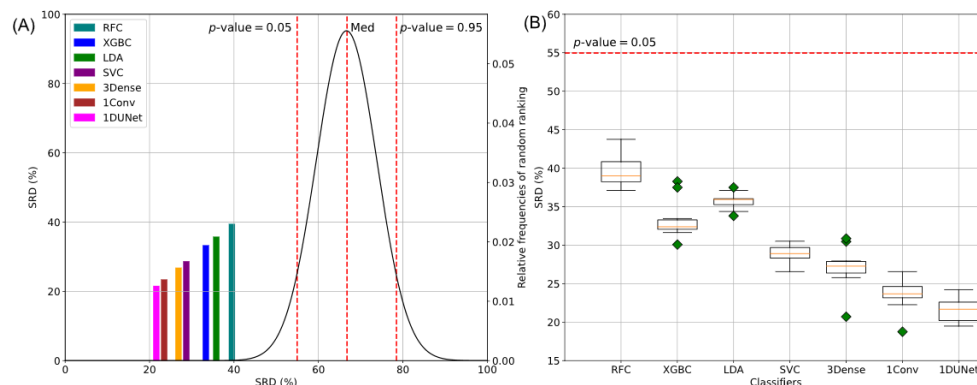 (A)
p-value = 0.05
Med
p-value = 0.95
RFC
XGBC
LDA
SVC
3Dense
1Conv
1DUNet
100
80
60
40
20
0
SRD (%)
0 20 40 60 80 100
SRD (%)
0.05
0.04
0.03
0.02
0.01
0.00
Relative frequencies of random ranking
(B)
p-value = 0.05
60
55
50
45
40
35
30
25
20
15
SRD (%)
RFC XGBC LDA SVC 3Dense 1Conv 1DUNet
Classifiers